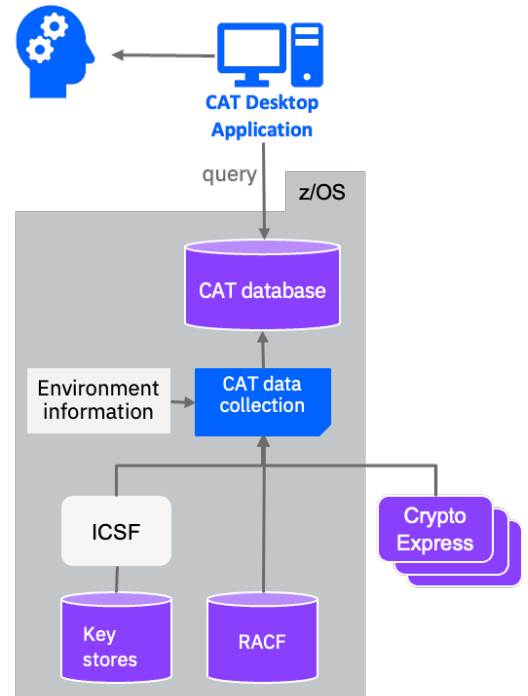 CAT Desktop
Application
query
z/OS
CAT database
Environment
information
CAT data
collection
ICSF
Crypto
Express
Key
stores
RACF